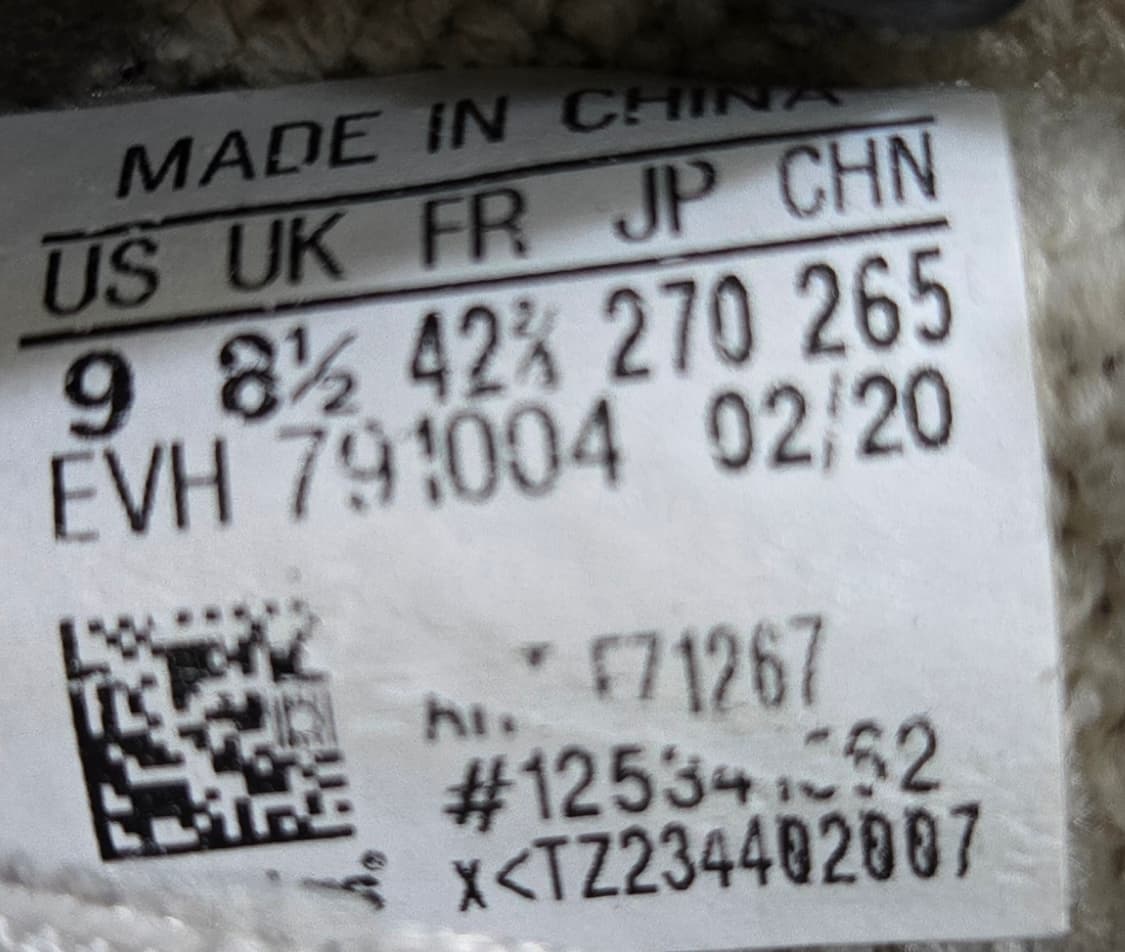 MADE IN CHINA
US UK FR JP CHN
9 8½ 42⅔ 270 265
EVH 791004 02/20
F71267
x<TZ234402007